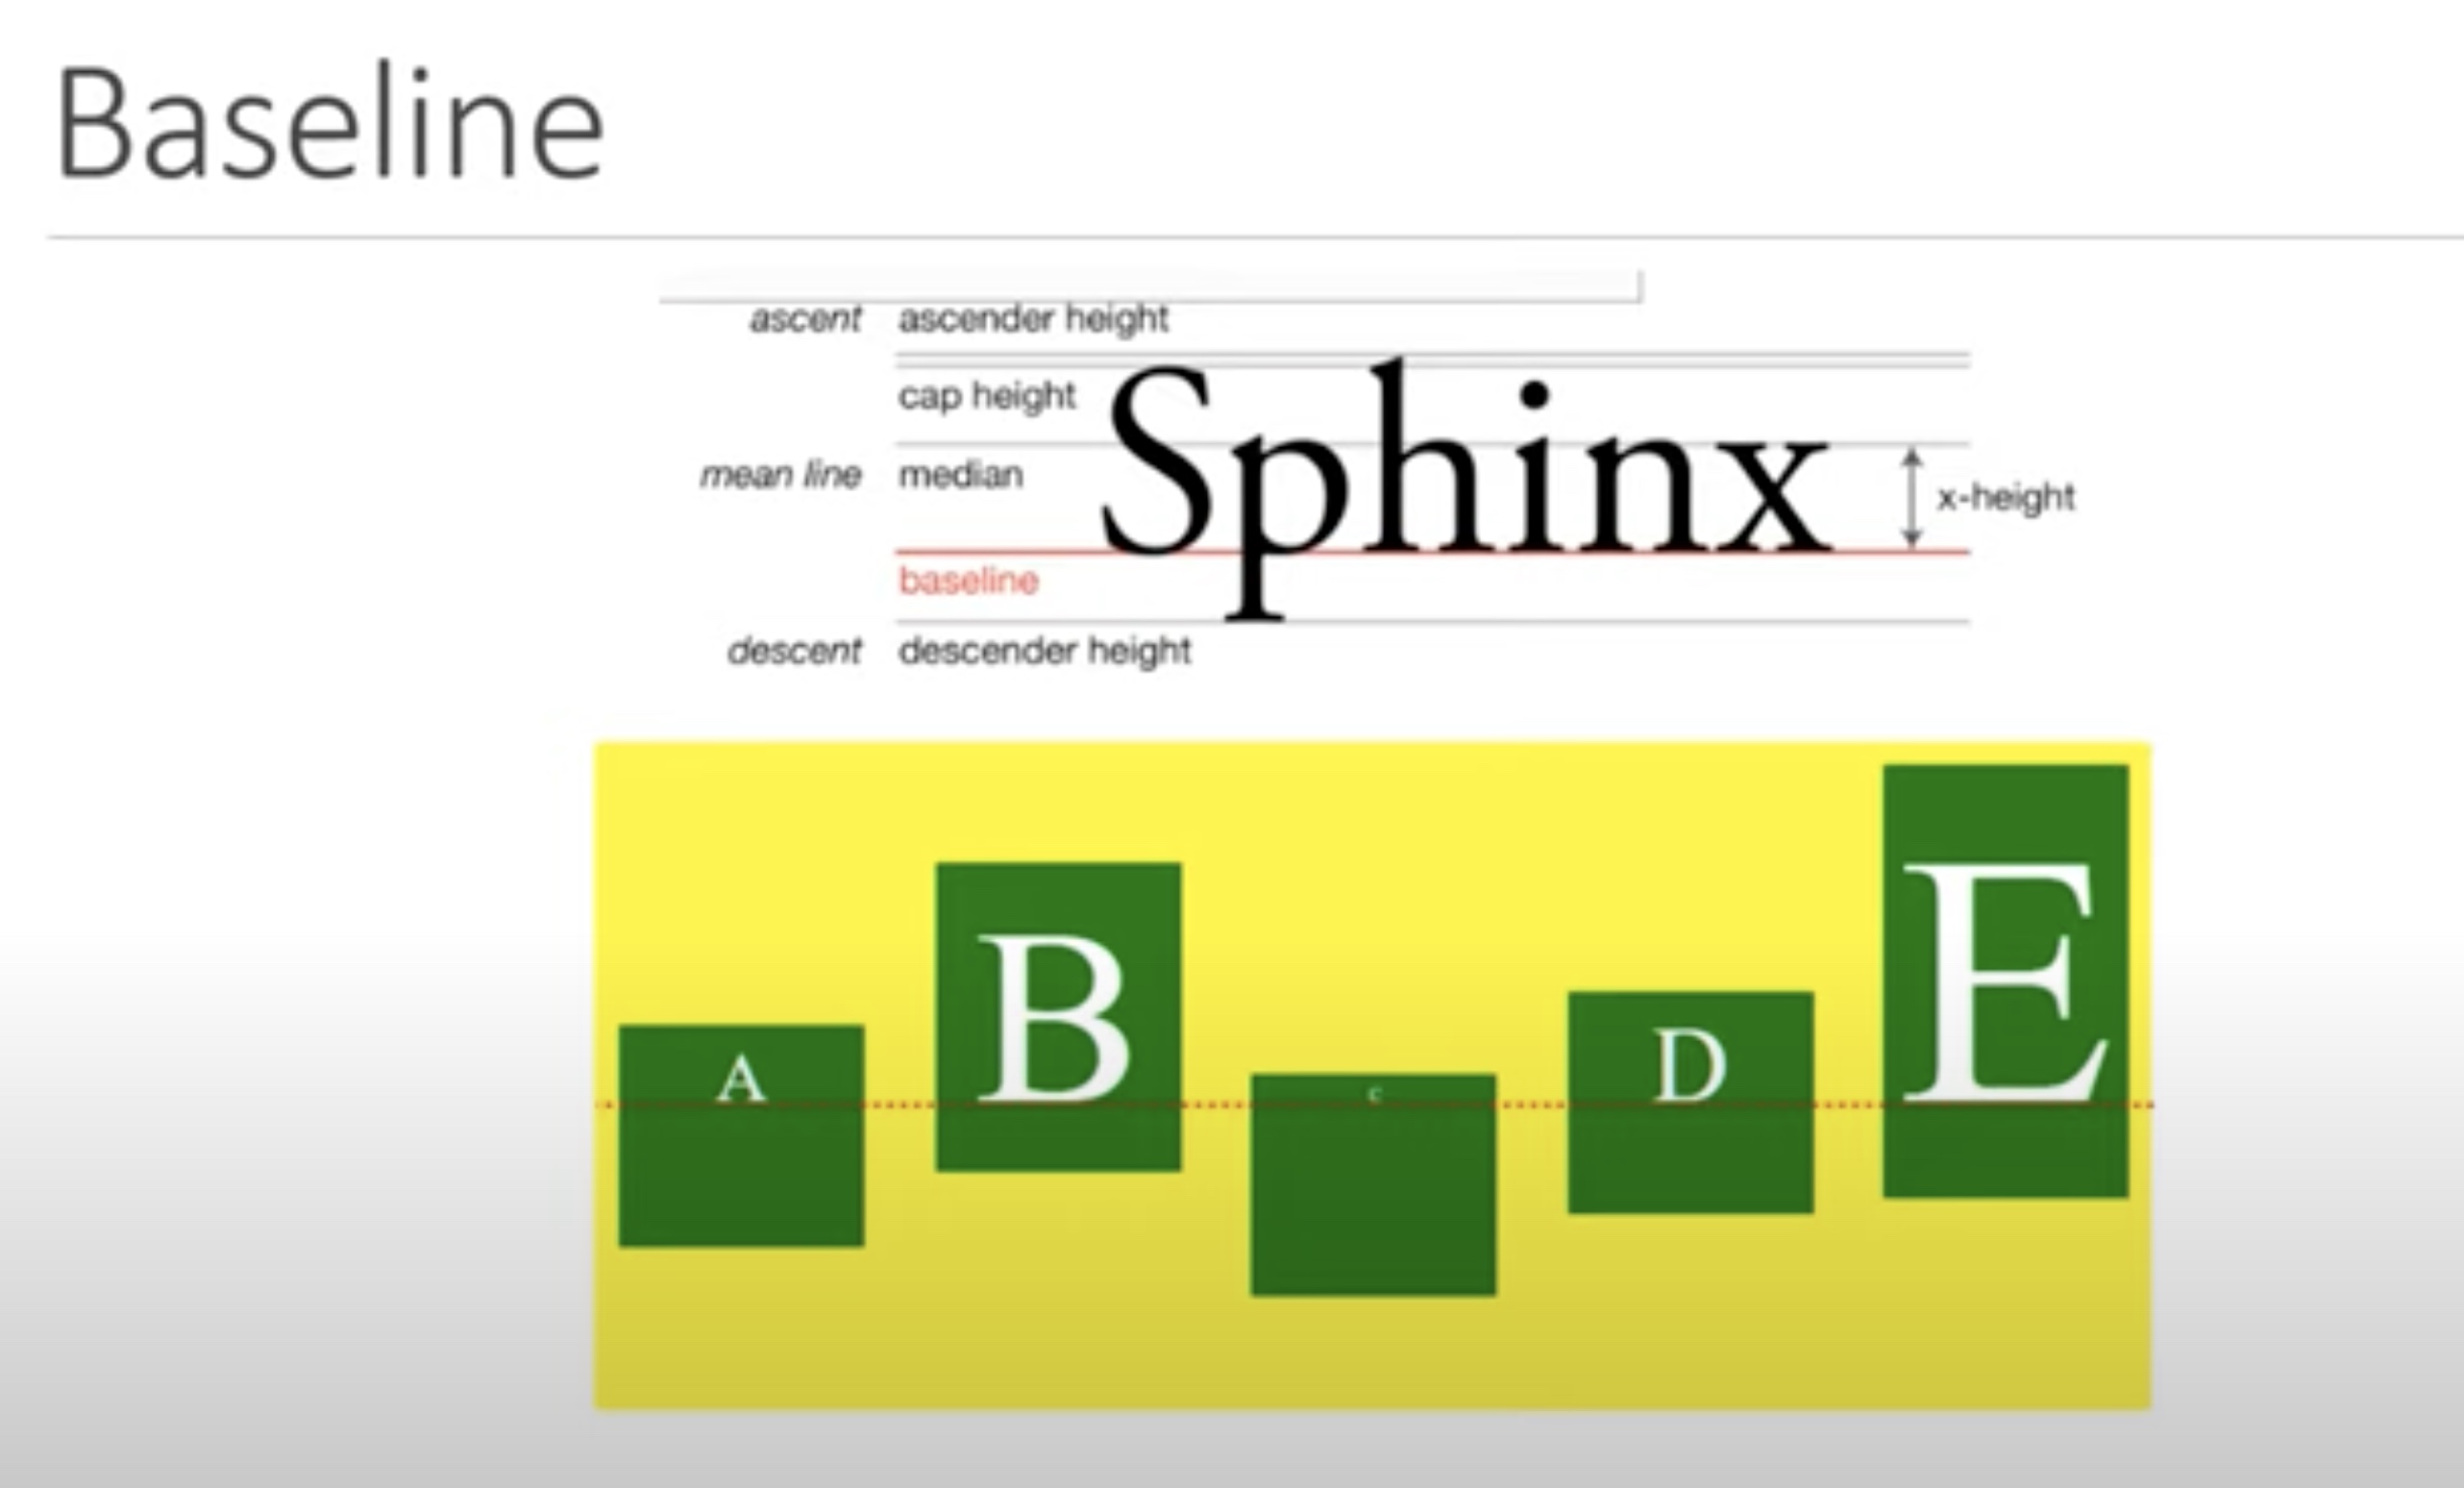 Baseline
ascent ascender height
cap height
Sphinx
mean line median
x-height
baseline
descent descender height
A B c D E